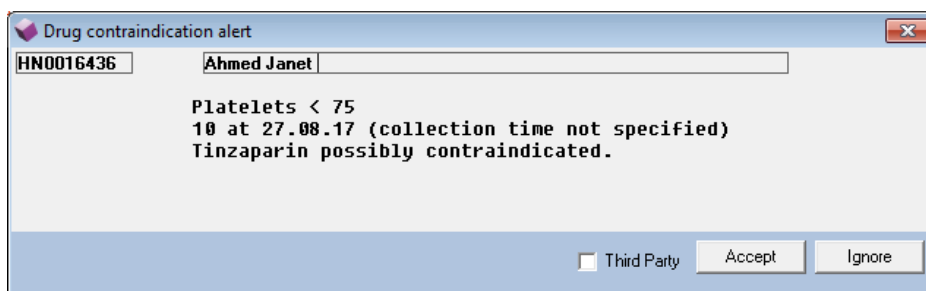 Drug contraindication alert
HN0016436 Ahmed Janet
Platelets < 75
10 at 27.08.17 (collection time not specified)
Tinzaparin possibly contraindicated.
Third Party Accept Ignore